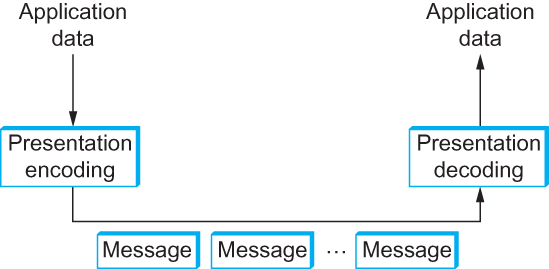 Application
data
Application
data
Presentation
encoding
Presentation
decoding
Message Message ... Message